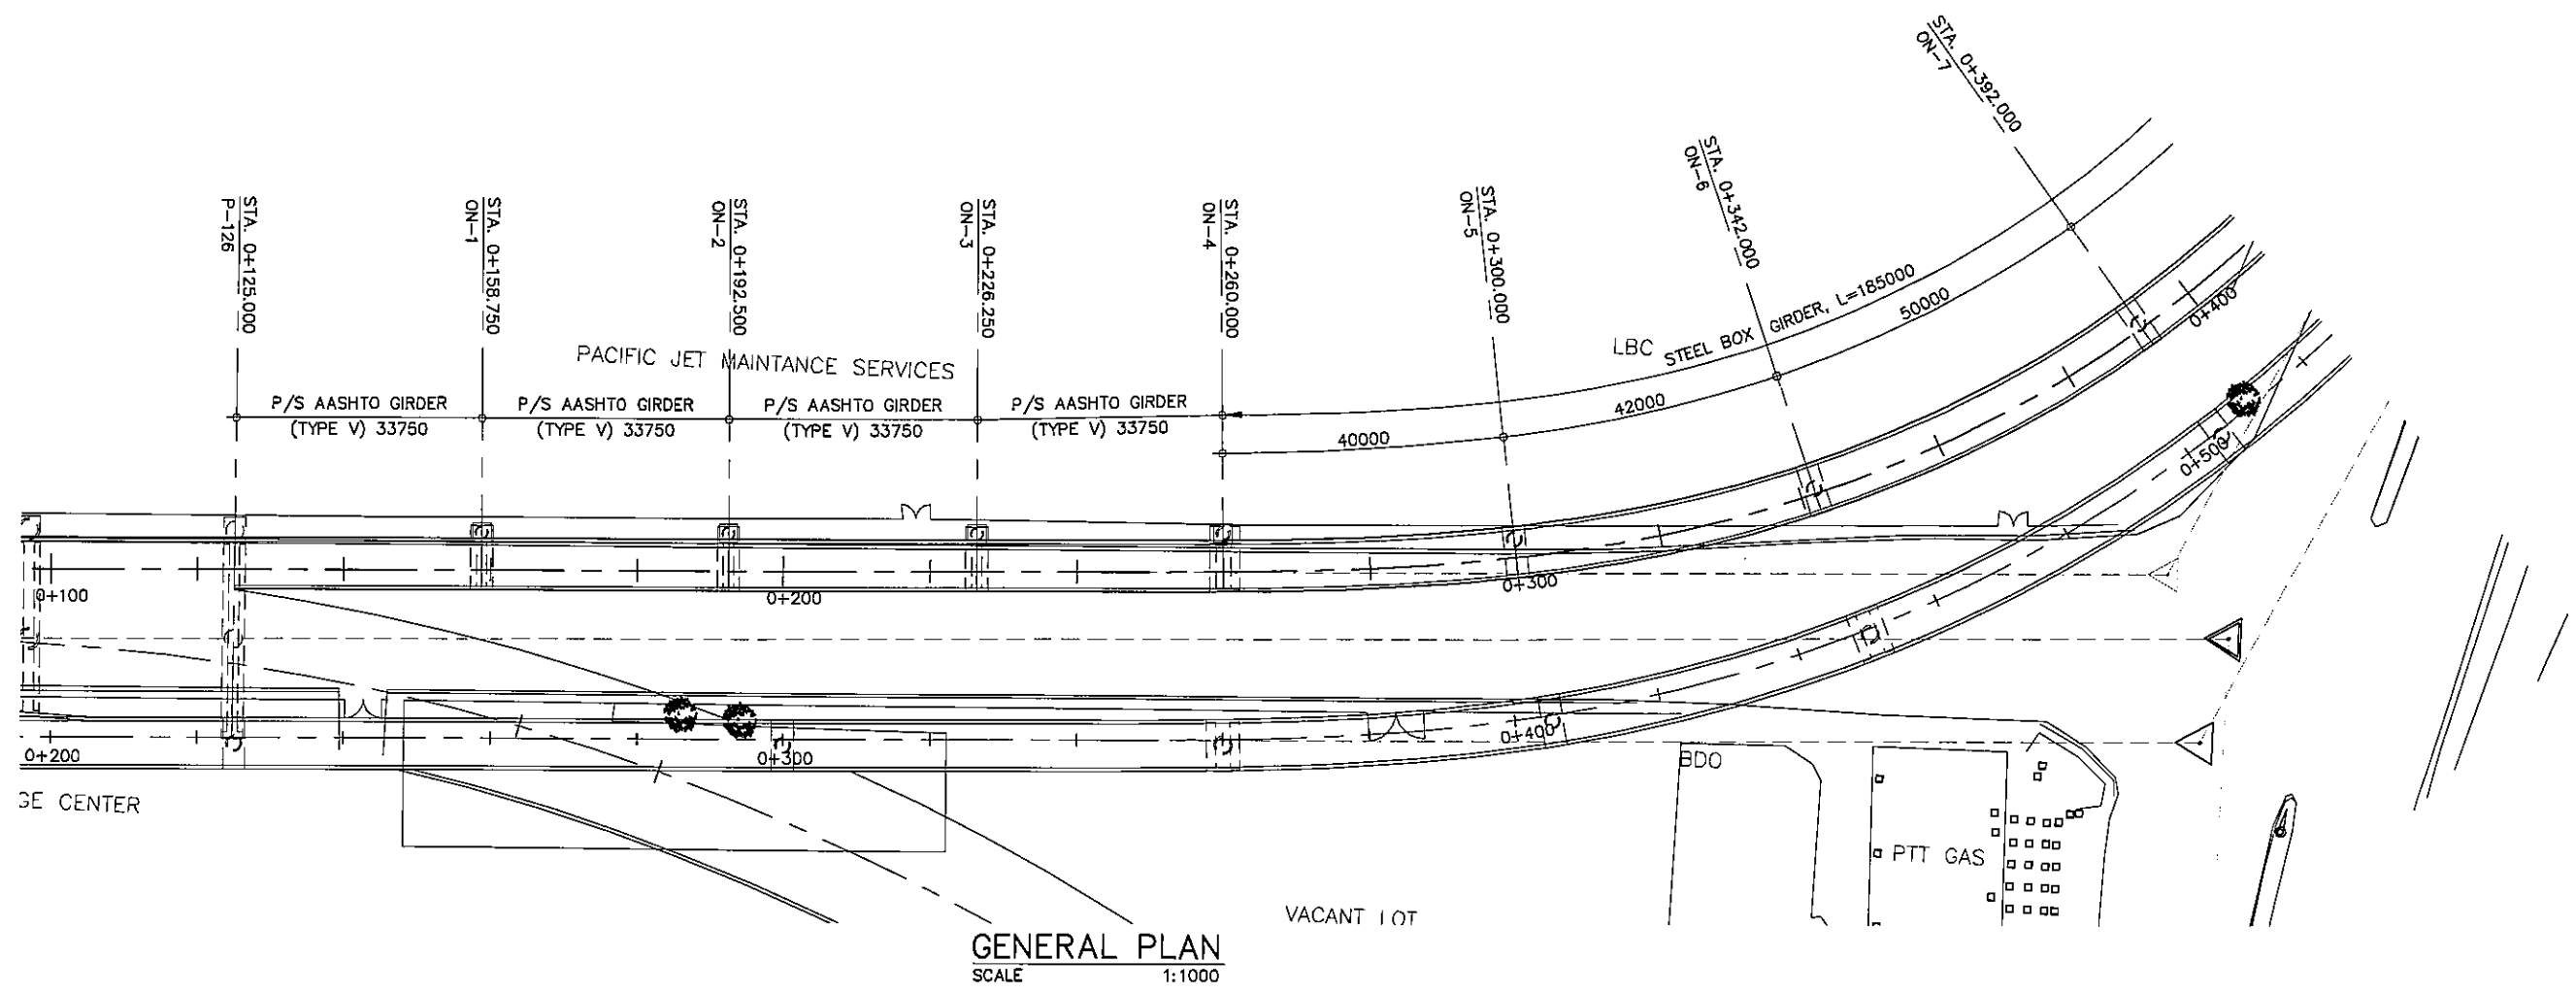 STA. 0+125.000
P-126
STA. 0+158.750
ON-1
STA. 0+192.500
ON-2
STA. 0+226.250
ON-3
STA. 0+260.000
ON-4
STA. 0+300.000
ON-5
STA. 0+342.000
ON-6
STA. 0+392.000
ON-7
PACIFIC JET MAINTANCE SERVICES
LBC
STEEL BOX GIRDER, L=185000
50000
42000
40000
P/S AASHTO GIRDER
(TYPE V) 33750
P/S AASHTO GIRDER
(TYPE V) 33750
P/S AASHTO GIRDER
(TYPE V) 33750
P/S AASHTO GIRDER
(TYPE V) 33750
0+400
0+500
0+100
0+200
0+300
0+200
0+300
0+400
GE CENTER
BDO
PTT GAS
VACANT LOT
GENERAL PLAN
SCALE 1:1000